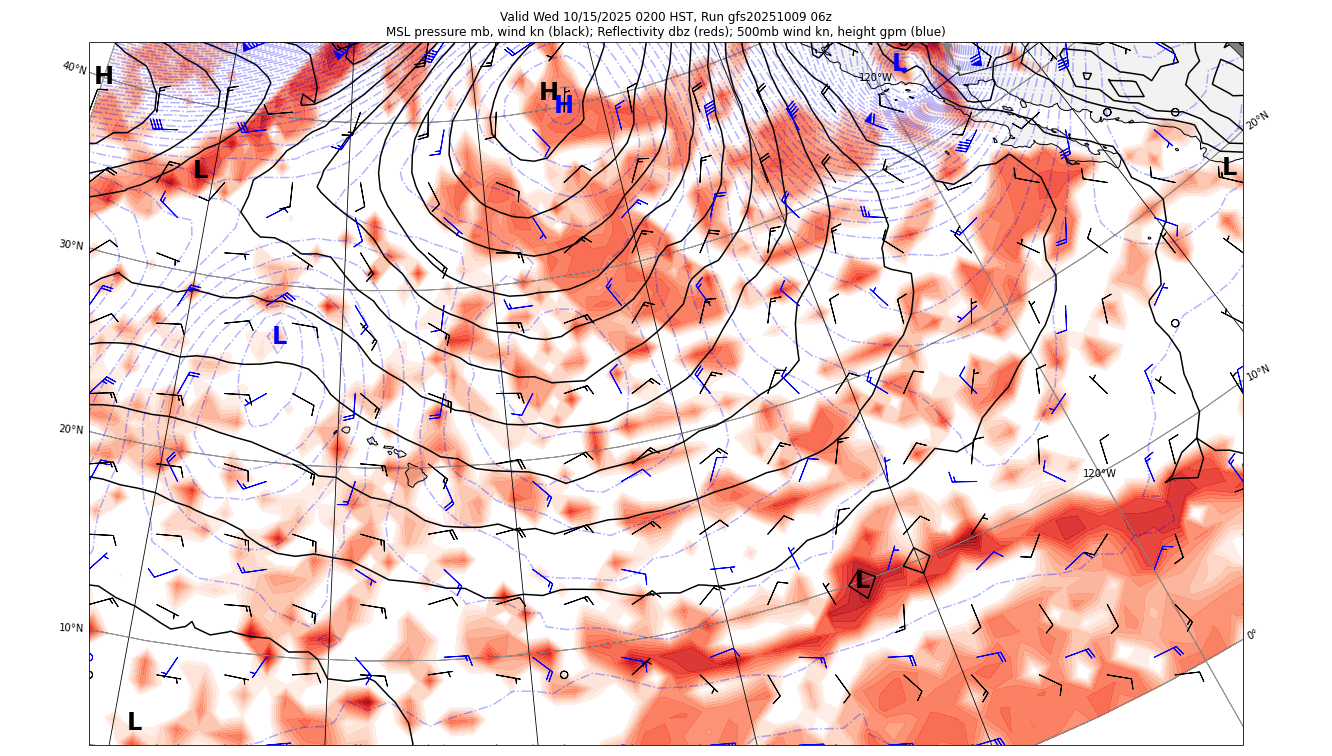 Valid Wed 10/15/2025 0200 HST, Run gfs20251009 06z
MSL pressure mb, wind kn (black); Reflectivity dbz (reds); 500mb wind kn, height gpm (blue)
40°N
H
H
H
L
120°W
20°N
L
L
30°N
L
10°N
20°N
120°W
L
10°N
0°
L